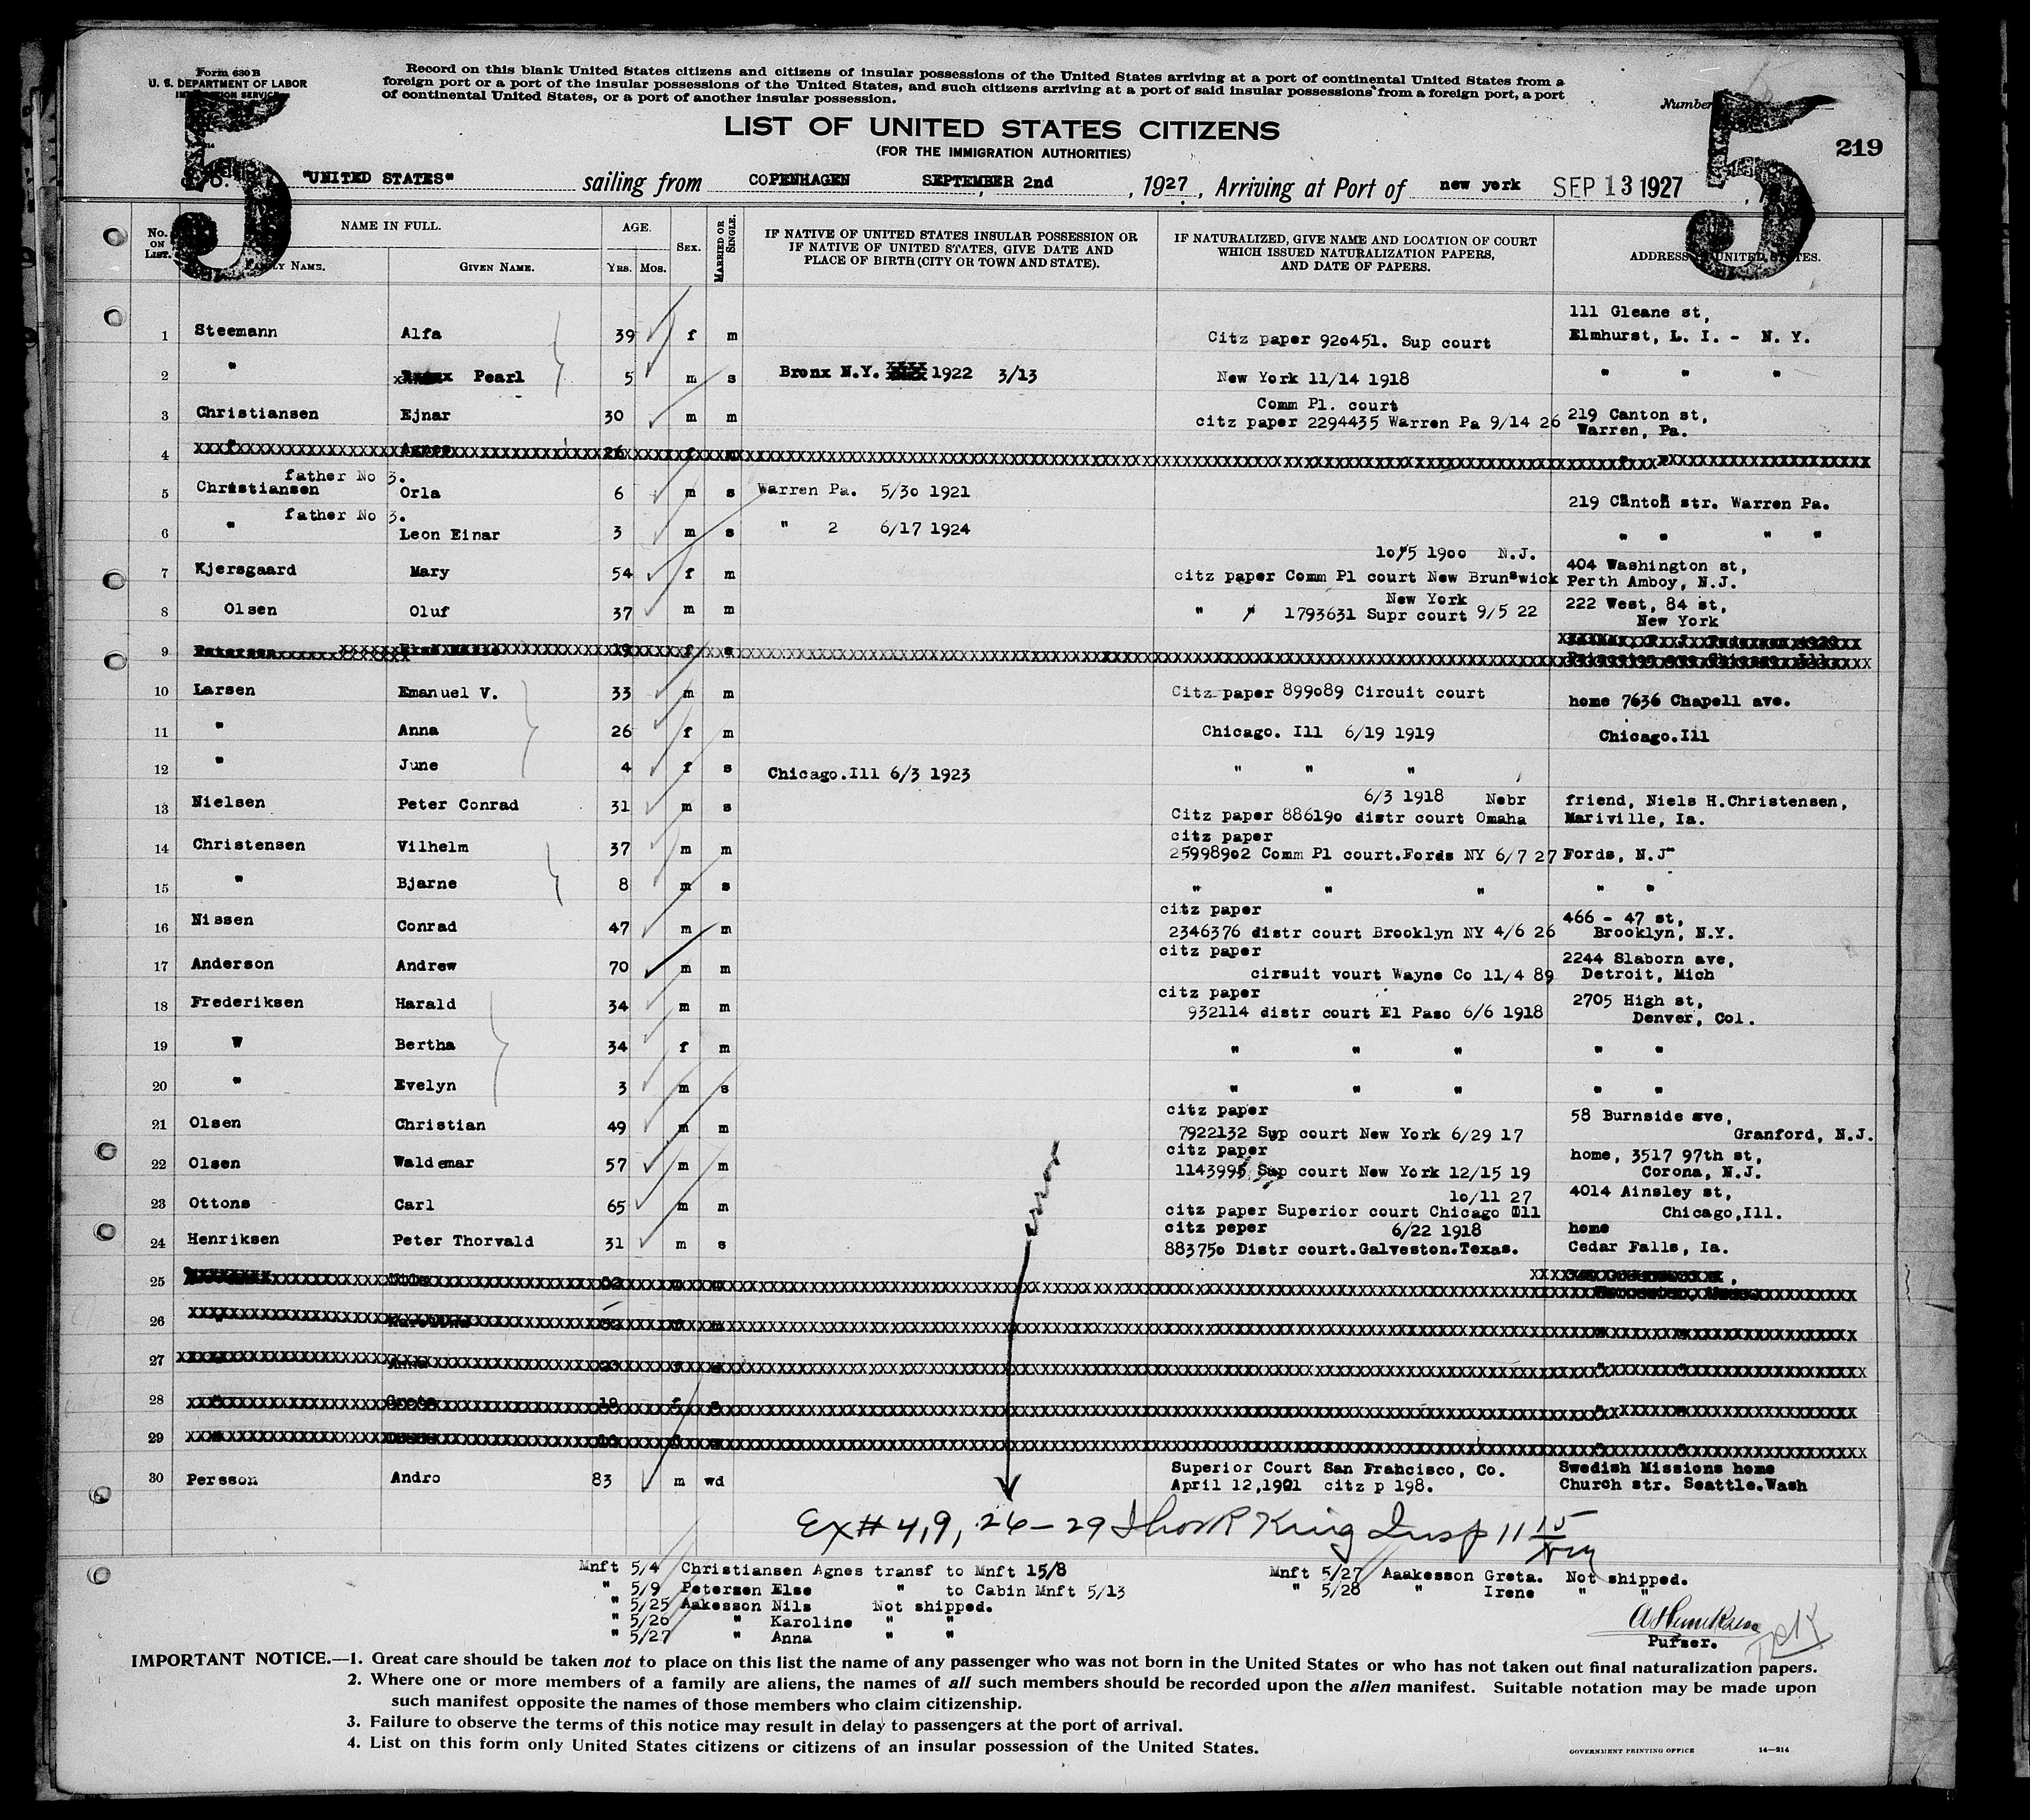 Form 630 B
U. S. DEPARTMENT OF LABOR
IMMIGRATION SERVICE
Record on this blank United States citizens and citizens of insular possessions of the United States arriving at a port of continental United States from a
foreign port or a port of the insular possessions of the United States, and such citizens arriving at a port of said insular possessions from a foreign port, a port
of continental United States, or a port of another insular possession.
Number
5
5
219
LIST OF UNITED STATES CITIZENS
(FOR THE IMMIGRATION AUTHORITIES)
S.S. "UNITED STATES" sailing from COPENHAGEN SEPTEMBER 2nd, 1927, Arriving at Port of new york SEP 13 1927
No. ON LIST. NAME IN FULL. AGE. SEX. MARRIED OR SINGLE. IF NATIVE OF UNITED STATES INSULAR POSSESSION OR IF NATIVE OF UNITED STATES, GIVE DATE AND PLACE OF BIRTH (CITY OR TOWN AND STATE). IF NATURALIZED, GIVE NAME AND LOCATION OF COURT WHICH ISSUED NATURALIZATION PAPERS, AND DATE OF PAPERS. ADDRESS IN UNITED STATES.
FAMILY NAME. GIVEN NAME. YRS. MOS.
111 Gleane st,
1 Steemann Alfa 39 f m Citz paper 920451. Sup court Elmhurst, L. I. - N. Y.
2 " Pearl 5 m s Bronx N.Y. 1922 3/13 New York 11/14 1918 " " "
Comm Pl. court
3 Christiansen Ejnar 30 m m citz paper 2294435 Warren Pa 9/14 26 219 Canton st,
Warren, Pa.
4 " Agnes 26 f m " "
father No 3.
5 Christiansen Orla 6 m s Warren Pa. 5/30 1921 219 Canton str. Warren Pa.
father No 3.
6 " Leon Einar 3 m s " 2 6/17 1924 " " " "
10/5 1900 N.J.
7 Kjersgaard Mary 54 f m citz paper Comm Pl court New Brunswick 404 Washington st,
Perth Amboy, N.J.
New York
8 Olsen Oluf 37 m m " " 1793631 Supr court 9/5 22 222 West, 84 st,
New York
9 Petersen 19 f s
10 Larsen Emanuel V. 33 m m Citz paper 899089 Circuit court home 7636 Chapell ave.
11 " Anna 26 f m Chicago. Ill 6/19 1919 Chicago.Ill
12 " June 4 f s Chicago.Ill 6/3 1923 " " "
6/3 1918 Nebr
13 Nielsen Peter Conrad 31 m s Citz paper 886190 distr court Omaha friend, Niels H.Christensen,
Mariville, Ia.
citz paper
14 Christensen Vilhelm 37 m m 25998902 Comm Pl court.Fords NY 6/7 27 Fords, N.J"
15 " Bjarne 8 m s " " " " "
citz paper
16 Nissen Conrad 47 m m 2346376 distr court Brooklyn NY 4/6 26 466 - 47 st,
Brooklyn, N.Y.
citz paper
17 Anderson Andrew 70 m m cirsuit vourt Wayne Co 11/4 89 2244 Slaborn ave,
Detroit, Mich
citz paper
18 Frederiksen Harald 34 m m 932114 distr court El Paso 6/6 1918 2705 High st,
Denver, Col.
19 " Bertha 34 f m " " " " "
20 " Evelyn 3 m s " " " " "
citz paper
21 Olsen Christian 49 m m 7922132 Sup court New York 6/29 17 58 Burnside ave,
Granford, N.J.
citz paper
22 Olsen Waldemar 57 m m 1143995 Sup court New York 12/15 19 home, 3517 97th st,
Corona, N.J.
10/11 27
23 Ottons Carl 65 m m citz paper Superior court Chicago Ill 4014 Ainsley st,
Chicago,Ill.
citz peper 6/22 1918 home
24 Henriksen Peter Thorvald 31 m s 883750 Distr court.Galveston.Texas. Cedar Falls, Ia.
25
26
27
28 Greta 18 f s
29
30 Persson Andro 83 m wd Superior Court San Francisco, Co. Swedish Missions home
April 12,1901 citz p 198. Church str. Seattle.Wash
Ex# 4, 9, 26-29 Thos R King Insp 11 15
Mnft 5/4 Christiansen Agnes transf to Mnft 15/8
" 5/9 Petersen Else " to Cabin Mnft 5/13
" 5/25 Aakesson Nils Not shipped.
" 5/26 " Karoline " "
" 5/27 " Anna " "
Mnft 5/27 Aaakesson Greta. Not shipped.
" 5/28 " Irene " "
Purser.
IMPORTANT NOTICE.—1. Great care should be taken not to place on this list the name of any passenger who was not born in the United States or who has not taken out final naturalization papers.
2. Where one or more members of a family are aliens, the names of all such members should be recorded upon the alien manifest. Suitable notation may be made upon
such manifest opposite the names of those members who claim citizenship.
3. Failure to observe the terms of this notice may result in delay to passengers at the port of arrival.
4. List on this form only United States citizens or citizens of an insular possession of the United States.
GOVERNMENT PRINTING OFFICE 14—214